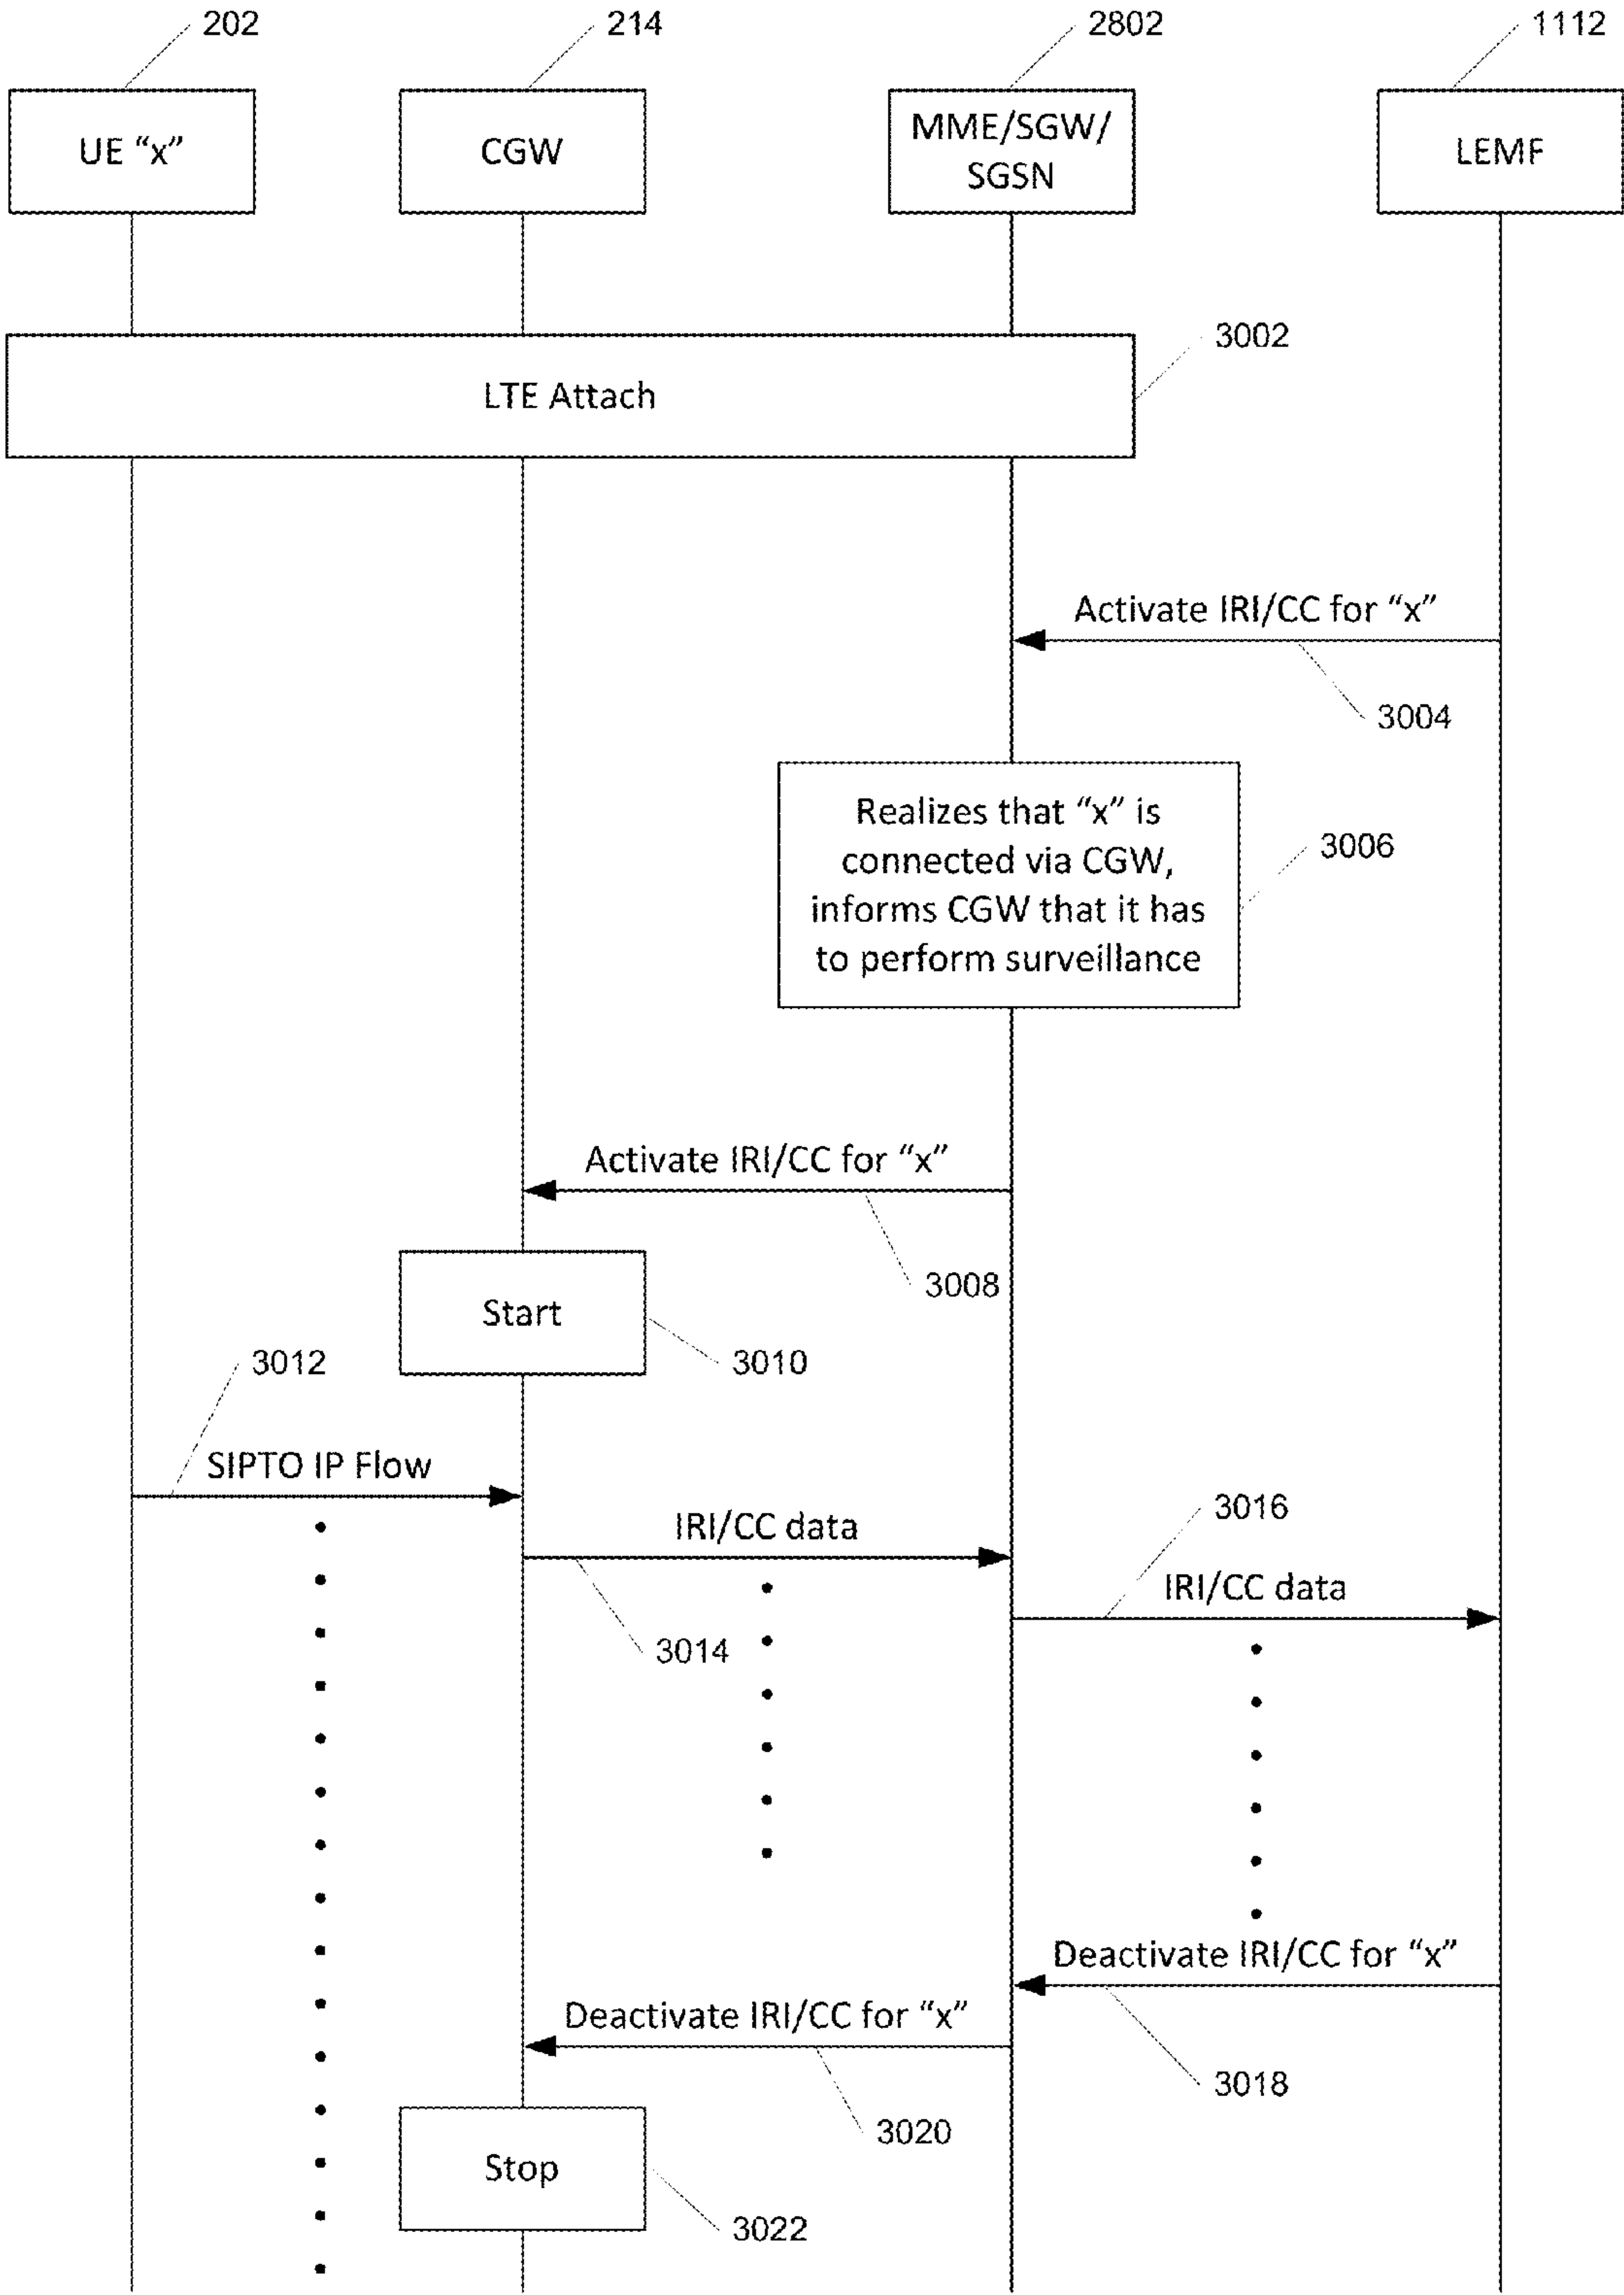 202
214
2802
1112
UE “x”
CGW
MME/SGW/
SGSN
LEMF
3002
LTE Attach
Activate IRI/CC for “x”
3004
Realizes that “x” is
connected via CGW,
informs CGW that it has
to perform surveillance
3006
Activate IRI/CC for “x”
3008
Start
3010
3012
SIPTO IP Flow
IRI/CC data
3014
3016
IRI/CC data
Deactivate IRI/CC for “x”
3018
Deactivate IRI/CC for “x”
3020
Stop
3022